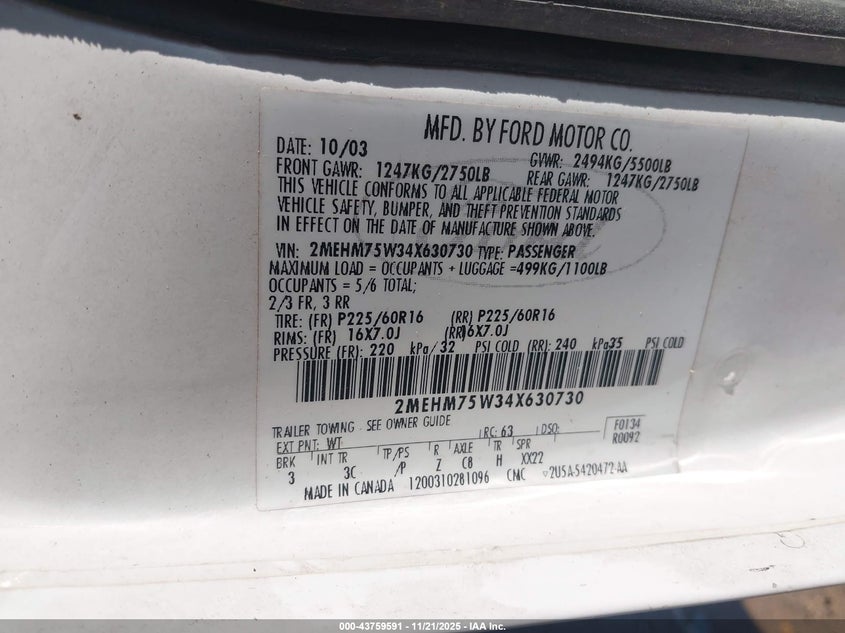 MFD. BY FORD MOTOR CO.
DATE: 10/03 GVWR: 2494KG/5500LB
FRONT GAWR: 1247KG/2750LB REAR GAWR: 1247KG/2750LB
THIS VEHICLE CONFORMS TO ALL APPLICABLE FEDERAL MOTOR
VEHICLE SAFETY, BUMPER, AND THEFT PREVENTION STANDARDS
IN EFFECT ON THE DATE OF MANUFACTURE SHOWN ABOVE.
VIN: 2MEHM75W34X630730 TYPE: PASSENGER
MAXIMUM LOAD = OCCUPANTS + LUGGAGE =499KG/1100LB
OCCUPANTS = 5/6 TOTAL;
2/3 FR, 3 RR
TIRE: (FR) P225/60R16 (RR) P225/60R16
RIMS: (FR) 16X7.0J (RR)16X7.0J
PRESSURE (FR): 220 kPa/32 PSI COLD (RR): 240 kPa35 PSI COLD
2MEHM75W34X630730
TRAILER TOWING - SEE OWNER GUIDE
EXT PNT: WT RC: 63 DSO: F0134
R0092
BRK INT TR TP/PS R AXLE TR SPR
3 3C /P Z C8 H XX22
MADE IN CANADA 1200310281096 CMC ▽2U5A-5420472-AA
000-43759591 - 11/21/2025 - IAA Inc.